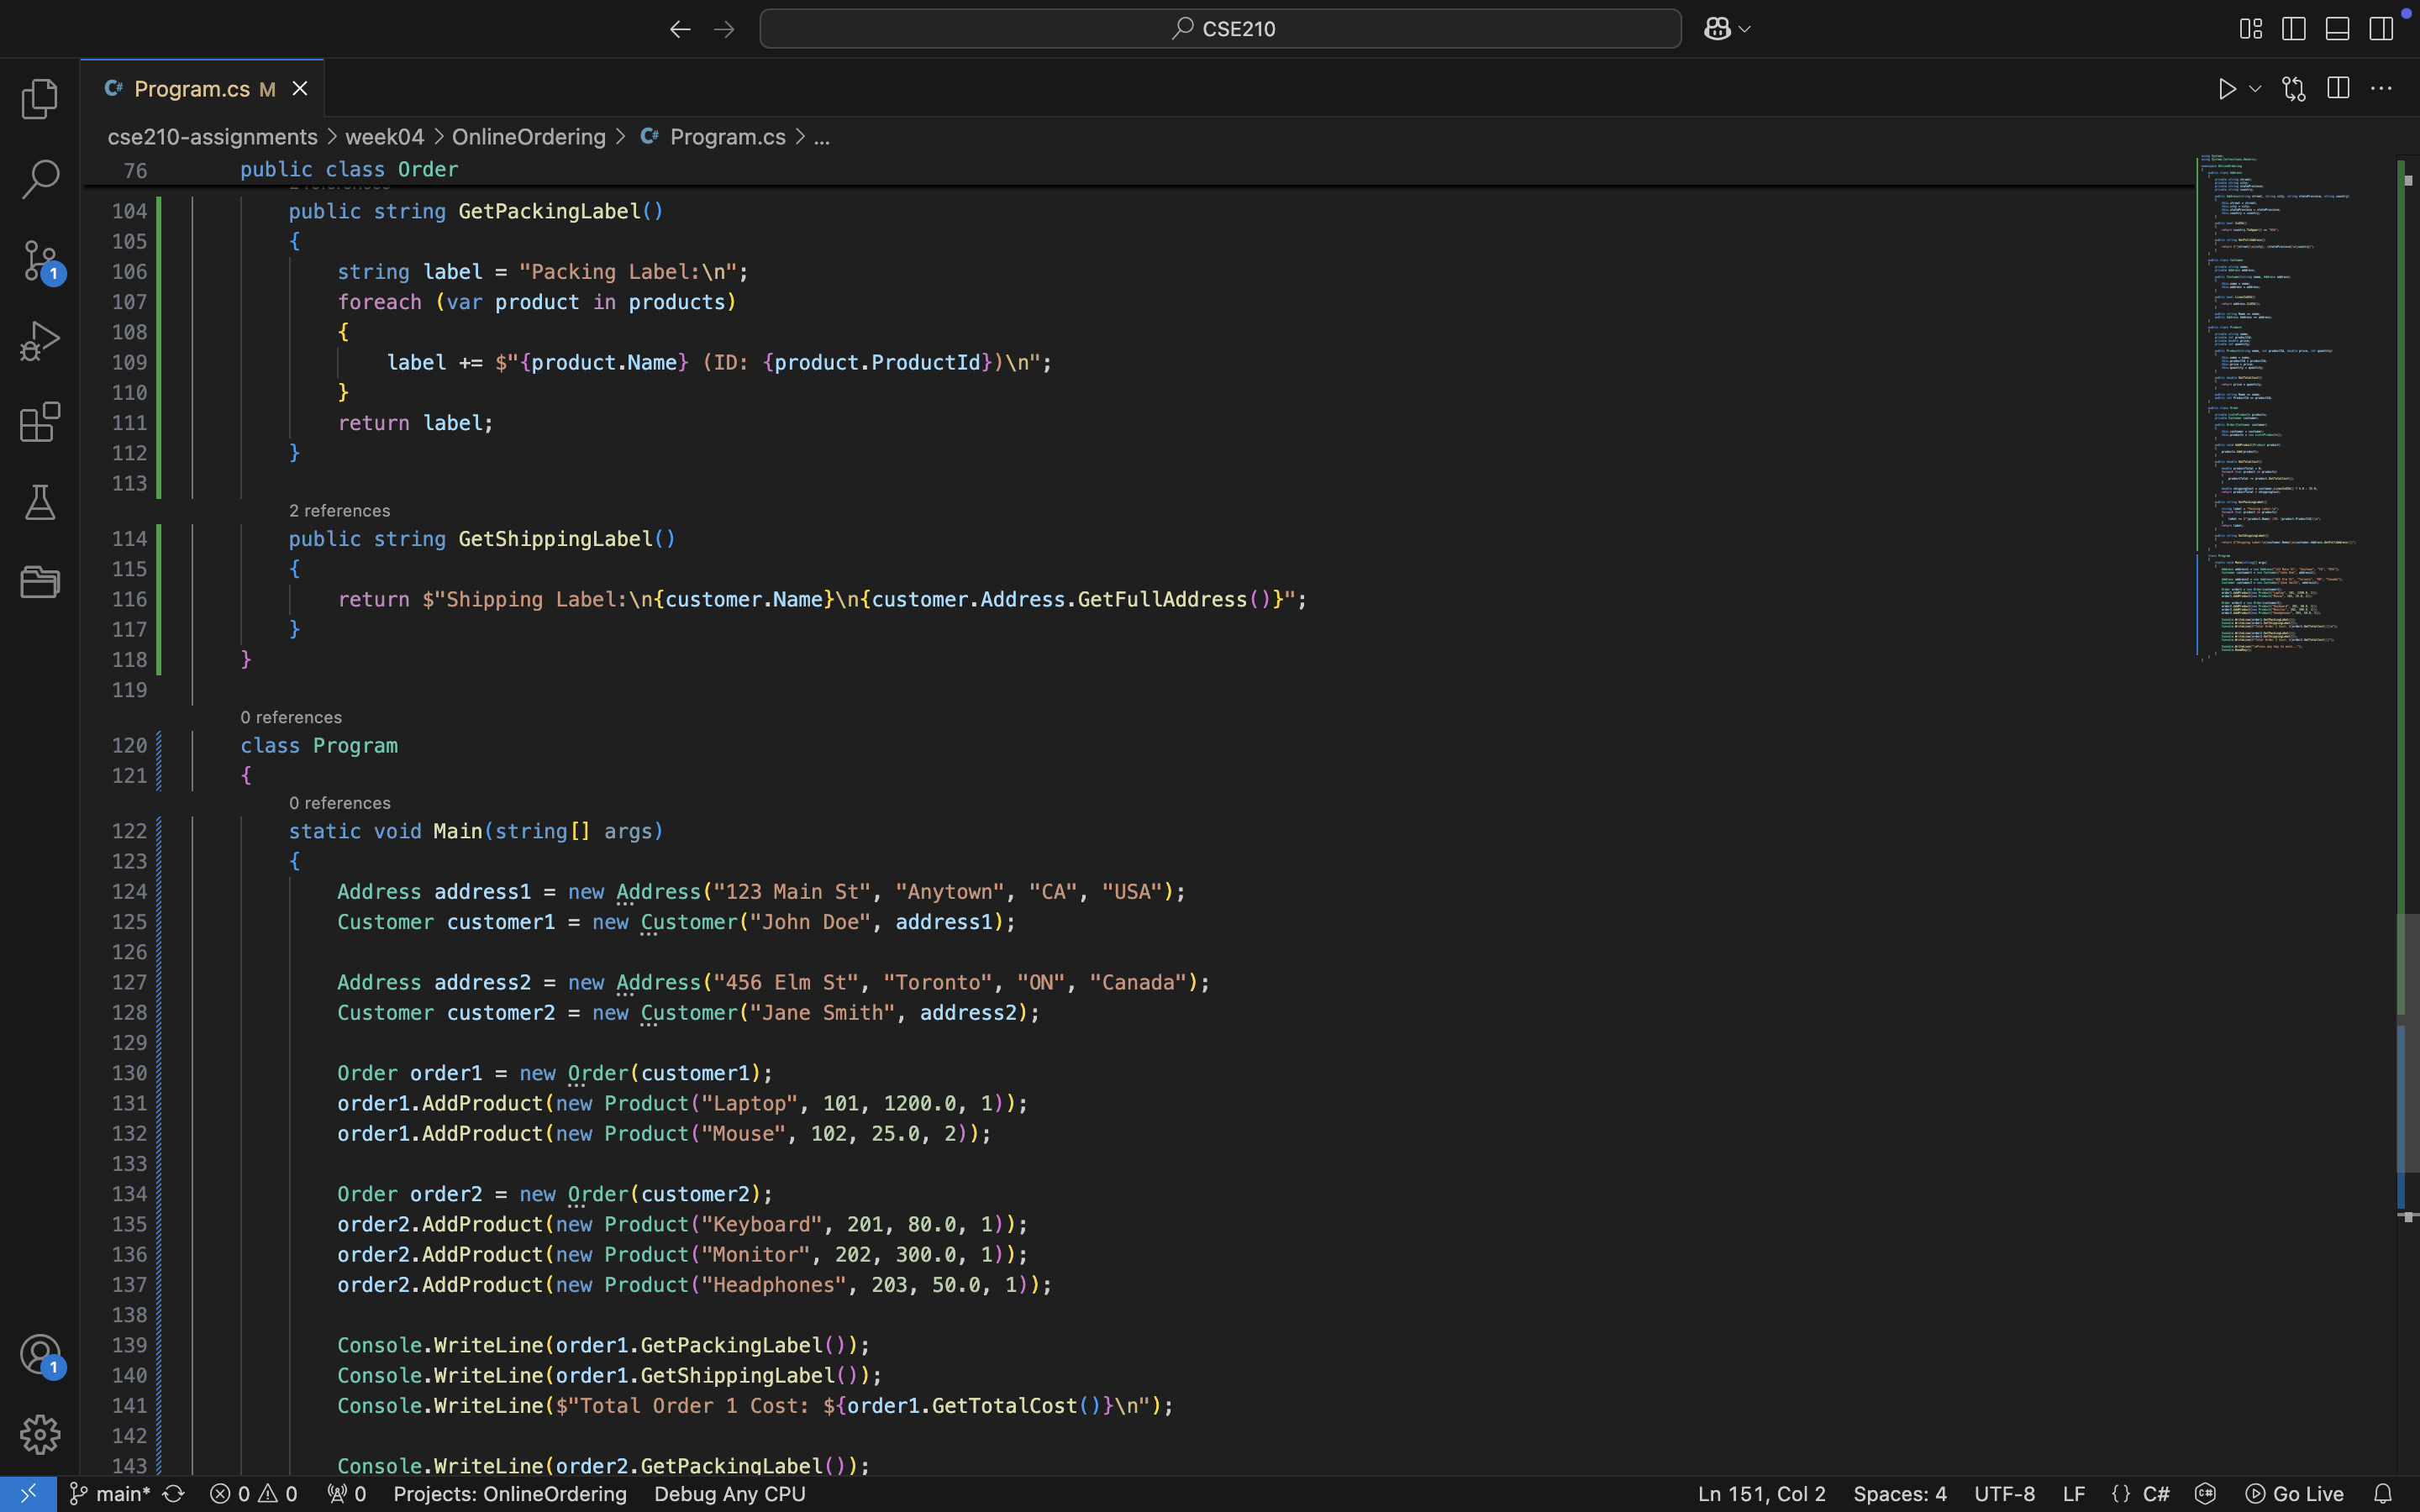 CSE210
Program.cs M
cse210-assignments > week04 > OnlineOrdering > Program.cs > ...
76 public class Order
104 public string GetPackingLabel()
105 {
106 string label = "Packing Label:\n";
107 foreach (var product in products)
108 {
109 label += $"{product.Name} (ID: {product.ProductId})\n";
110 }
111 return label;
112 }
113
2 references
114 public string GetShippingLabel()
115 {
116 return $"Shipping Label:\n{customer.Name}\n{customer.Address.GetFullAddress()}";
117 }
118 }
119
0 references
120 class Program
121 {
0 references
122 static void Main(string[] args)
123 {
124 Address address1 = new Address("123 Main St", "Anytown", "CA", "USA");
125 Customer customer1 = new Customer("John Doe", address1);
126
127 Address address2 = new Address("456 Elm St", "Toronto", "ON", "Canada");
128 Customer customer2 = new Customer("Jane Smith", address2);
129
130 Order order1 = new Order(customer1);
131 order1.AddProduct(new Product("Laptop", 101, 1200.0, 1));
132 order1.AddProduct(new Product("Mouse", 102, 25.0, 2));
133
134 Order order2 = new Order(customer2);
135 order2.AddProduct(new Product("Keyboard", 201, 80.0, 1));
136 order2.AddProduct(new Product("Monitor", 202, 300.0, 1));
137 order2.AddProduct(new Product("Headphones", 203, 50.0, 1));
138
139 Console.WriteLine(order1.GetPackingLabel());
140 Console.WriteLine(order1.GetShippingLabel());
141 Console.WriteLine($"Total Order 1 Cost: ${order1.GetTotalCost()}\n");
142
143 Console.WriteLine(order2.GetPackingLabel());
1
1
main* 0 0 0 Projects: OnlineOrdering Debug Any CPU Ln 151, Col 2 Spaces: 4 UTF-8 LF {} C# Go Live